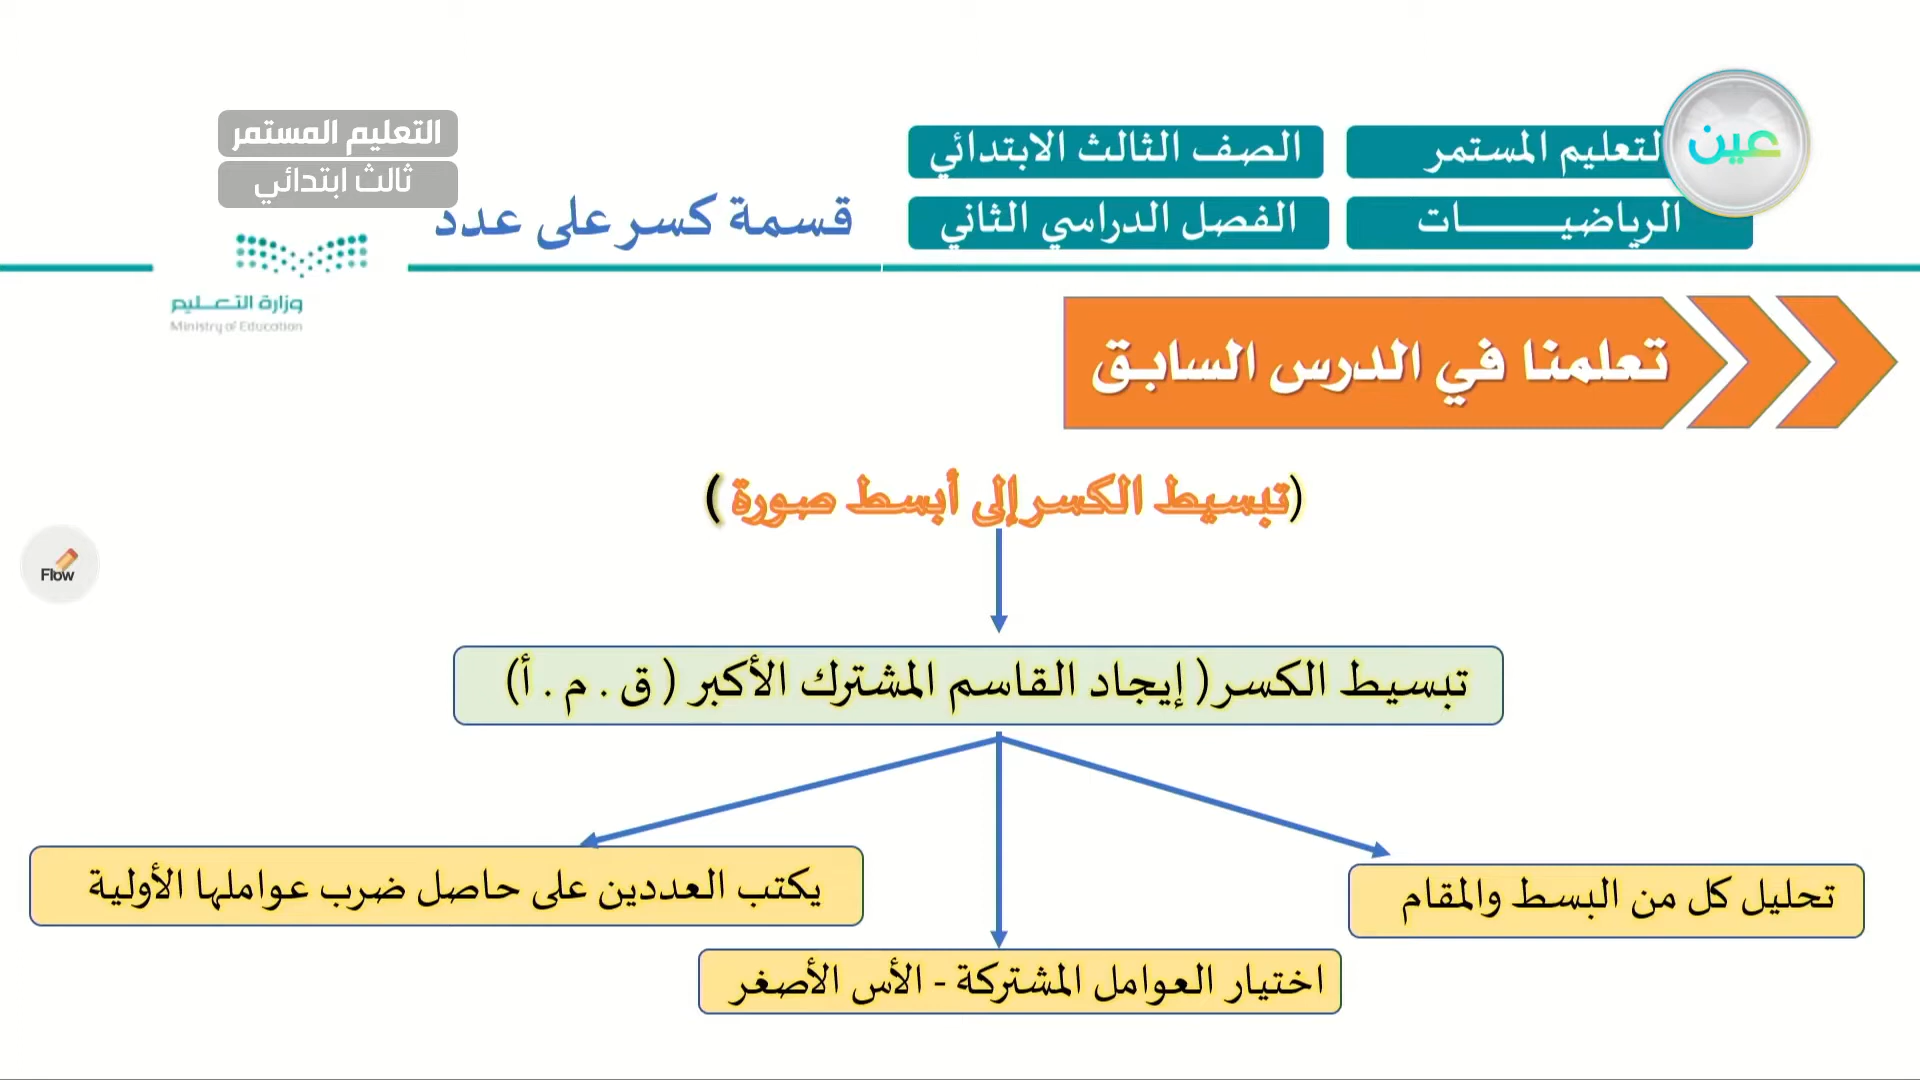 عين
التعليم المستمر
ثالث ابتدائي
لتعليم المستمر
الصف الثالث الابتدائي
الرياضيـــــــات
الفصل الدراسي الثاني
قسمة كسر على عدد
وزارة التعـــليم
Ministry of Education
تعلمنا في الدرس السابق
(تبسيط الكسر إلى أبسط صورة )
Flow
تبسيط الكسر( إيجاد القاسم المشترك الأكبر ( ق . م . أ)
تحليل كل من البسط والمقام
يكتب العددين على حاصل ضرب عواملها الأولية
اختيار العوامل المشتركة - الأس الأصغر